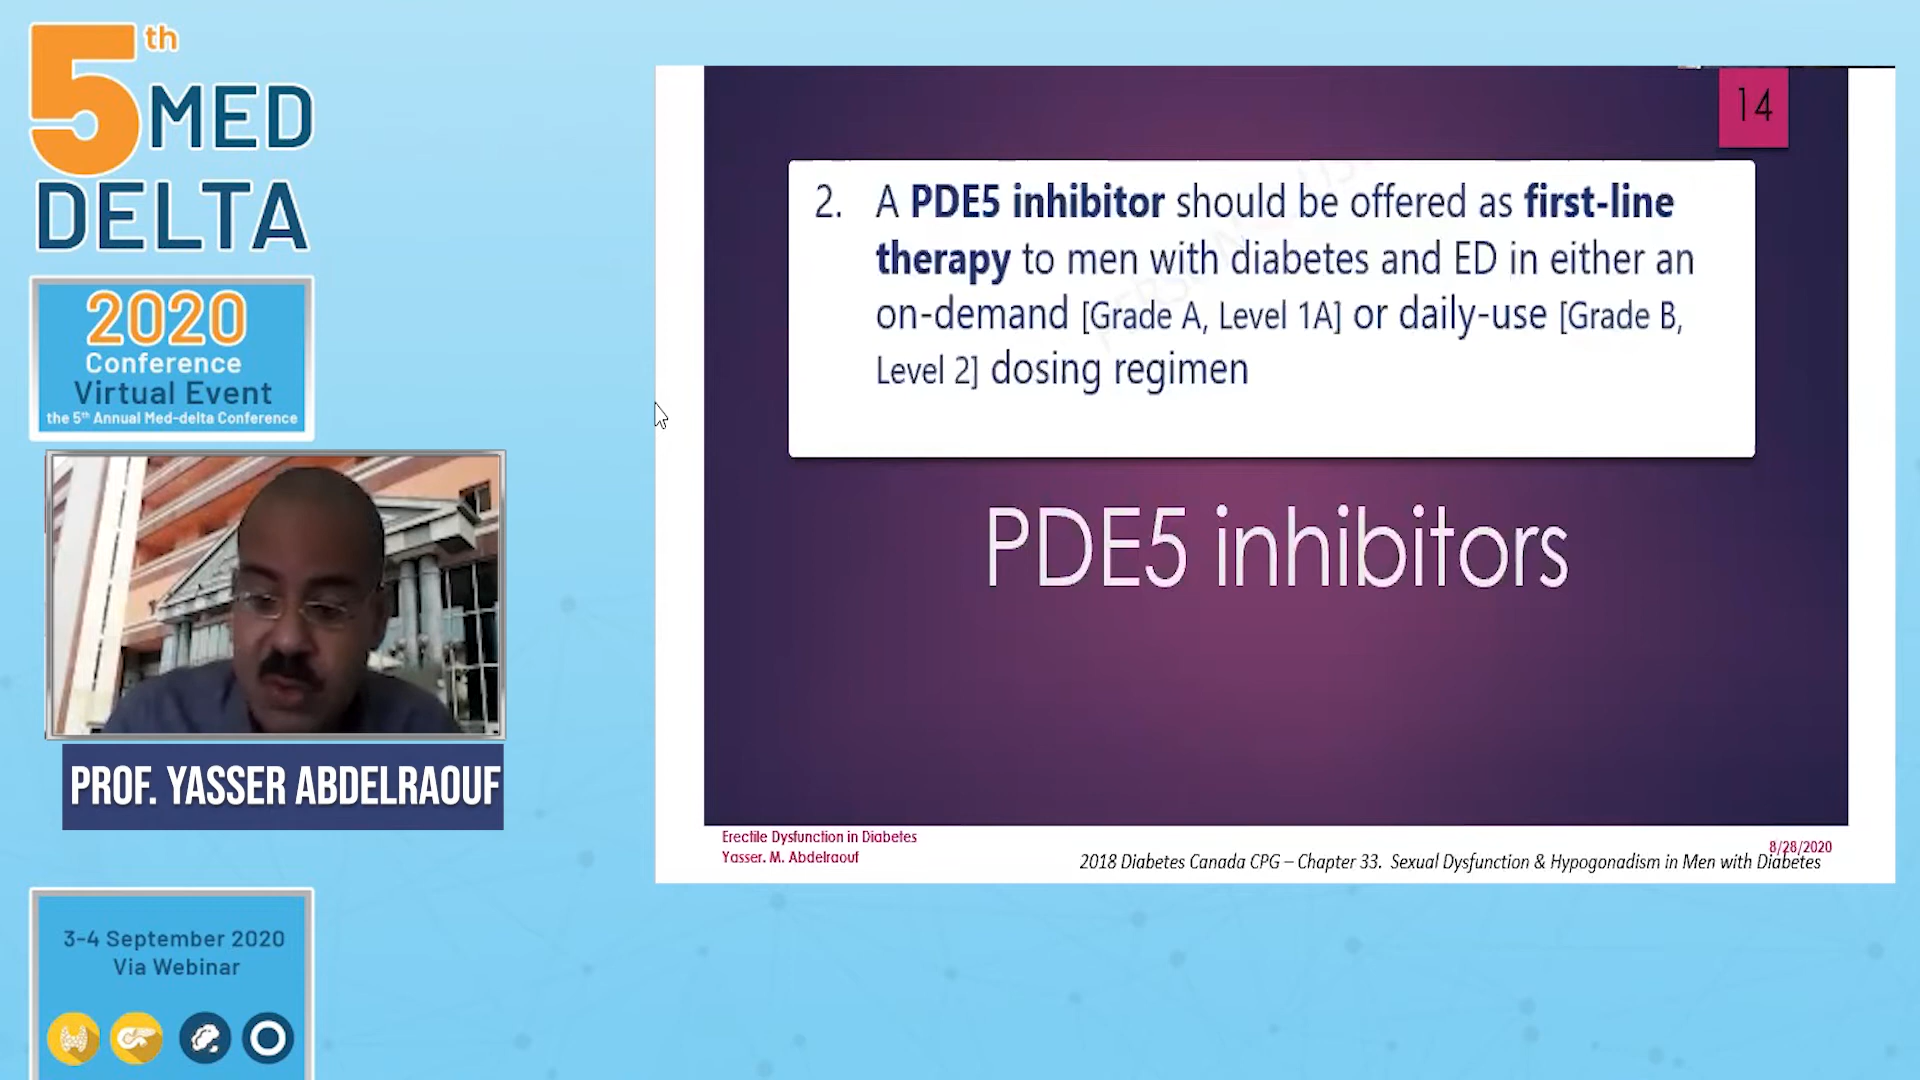 5th MED
DELTA
2020
Conference
Virtual Event
the 5th Annual Med-delta Conference
PROF. YASSER ABDELRAOUF
3-4 September 2020
Via Webinar
14
2. A PDE5 inhibitor should be offered as first-line
therapy to men with diabetes and ED in either an
on-demand [Grade A, Level 1A] or daily-use [Grade B,
Level 2] dosing regimen
PDE5 inhibitors
Erectile Dysfunction in Diabetes
Yasser. M. Abdelraouf
8/28/2020
2018 Diabetes Canada CPG – Chapter 33. Sexual Dysfunction & Hypogonadism in Men with Diabetes